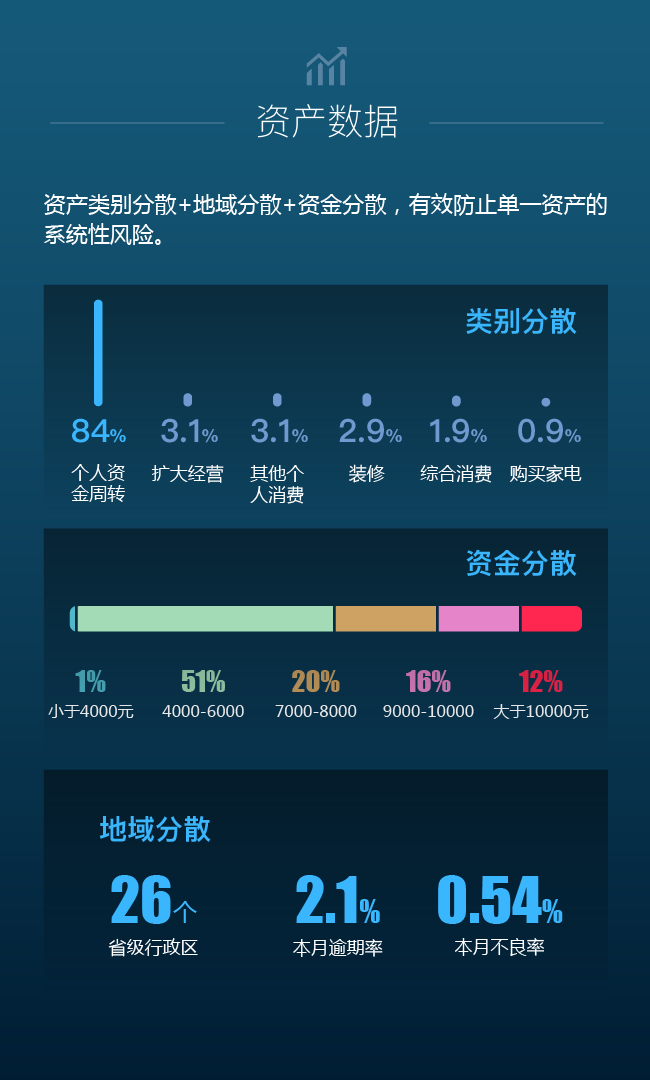 资产数据
资产类别分散+地域分散+资金分散，有效防止单一资产的
系统性风险。
类别分散
84% 3.1% 3.1% 2.9% 1.9% 0.9%
个人资 扩大经营 其他个 装修 综合消费 购买家电
金周转 人消费
资金分散
1% 51% 20% 16% 12%
小于4000元 4000-6000 7000-8000 9000-10000 大于10000元
地域分散
26个 2.1% 0.54%
省级行政区 本月逾期率 本月不良率